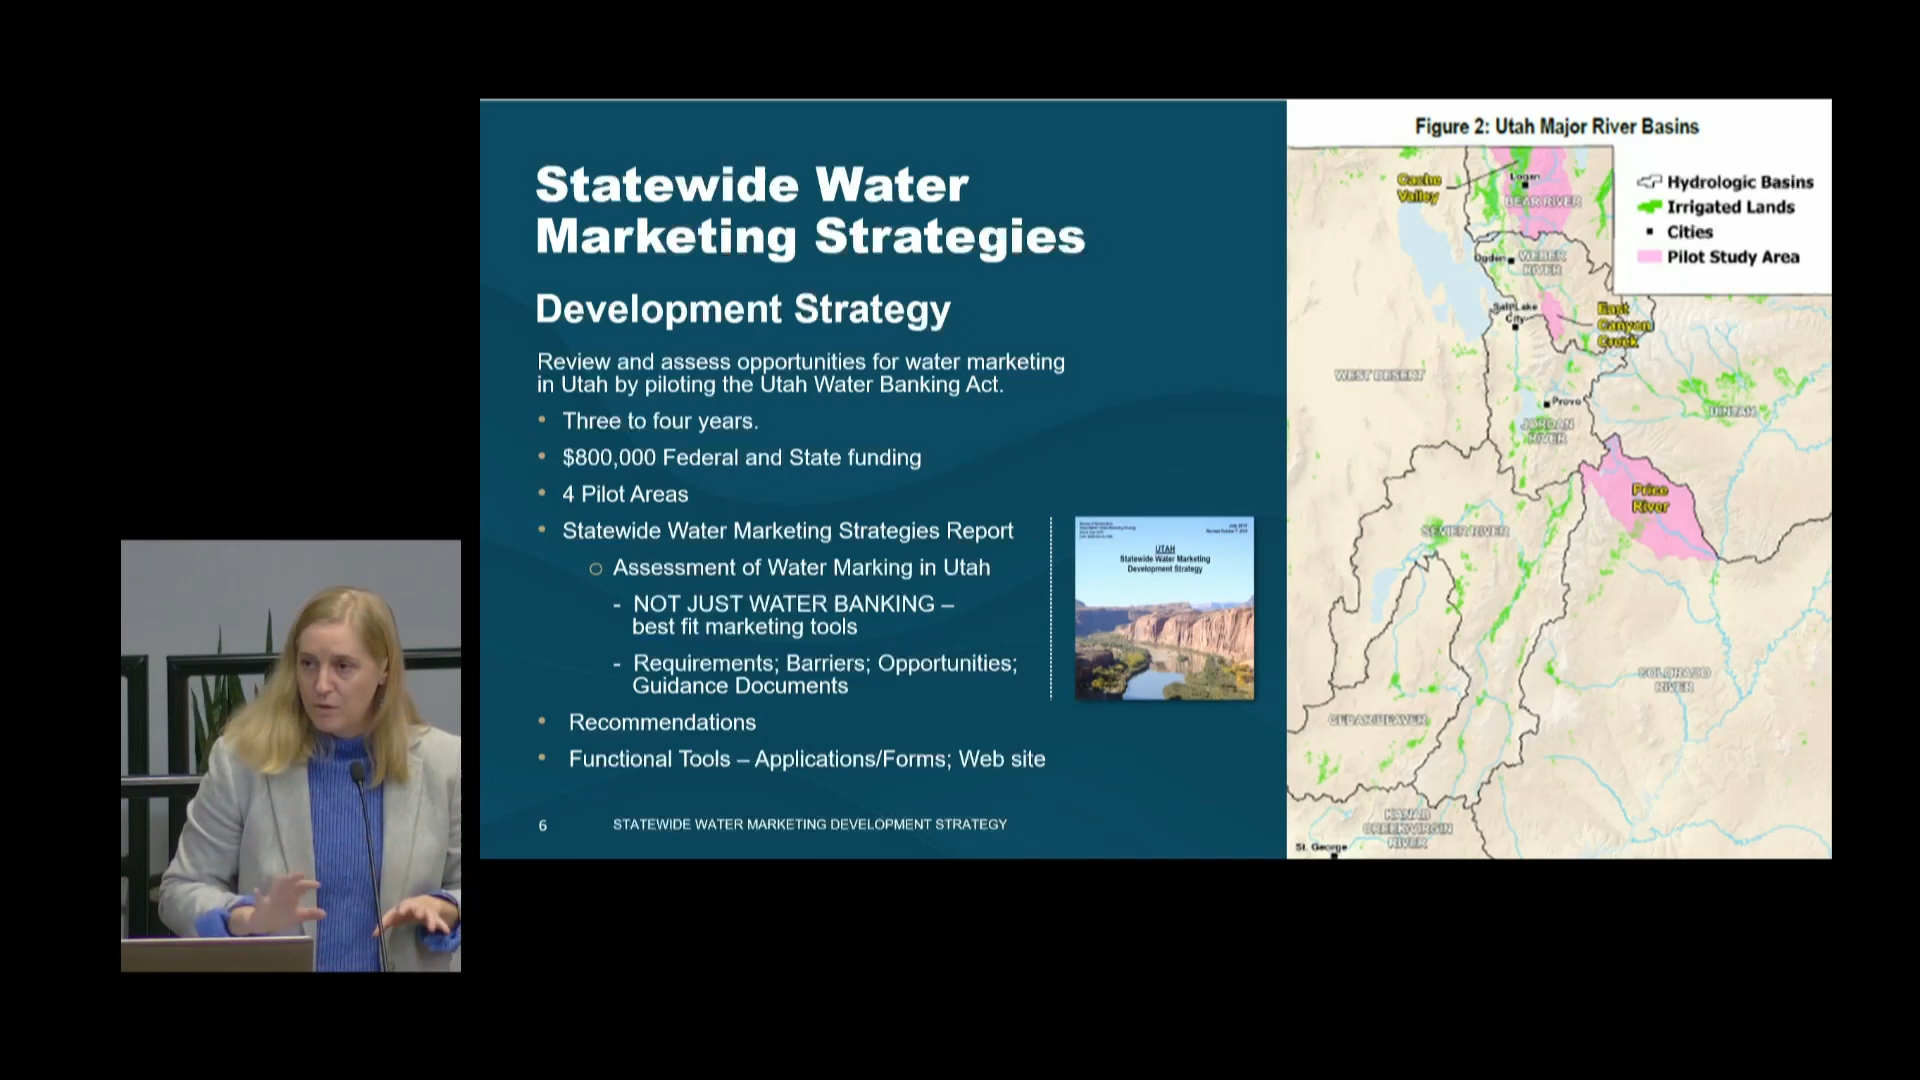 Statewide Water
Marketing Strategies
Development Strategy
Review and assess opportunities for water marketing
in Utah by piloting the Utah Water Banking Act.
• Three to four years.
• $800,000 Federal and State funding
• 4 Pilot Areas
• Statewide Water Marketing Strategies Report
○ Assessment of Water Marking in Utah
- NOT JUST WATER BANKING –
best fit marketing tools
- Requirements; Barriers; Opportunities;
Guidance Documents
• Recommendations
• Functional Tools – Applications/Forms; Web site
6 STATEWIDE WATER MARKETING DEVELOPMENT STRATEGY
UTAH
Statewide Water Marketing
Development Strategy
Figure 2: Utah Major River Basins
Hydrologic Basins
Irrigated Lands
Cities
Pilot Study Area
Cache
Valley
Logan
BEAR RIVER
Ogden
WEBER
RIVER
Salt Lake
City
East
Canyon
Creek
WEST DESERT
Provo
JORDAN
RIVER
UINTAH
Price
River
SEVIER RIVER
COLORADO
RIVER
CEDAR/BEAVER
KANAB
CREEK/VIRGIN
RIVER
St. George